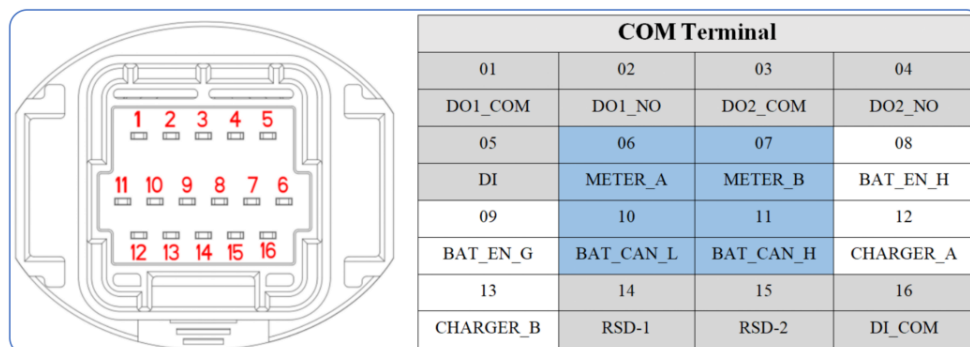 1 2 3 4 5
11 10 9 8 7 6
12 13 14 15 16
COM Terminal
01 02 03 04
DO1_COM DO1_NO DO2_COM DO2_NO
05 06 07 08
DI METER_A METER_B BAT_EN_H
09 10 11 12
BAT_EN_G BAT_CAN_L BAT_CAN_H CHARGER_A
13 14 15 16
CHARGER_B RSD-1 RSD-2 DI_COM